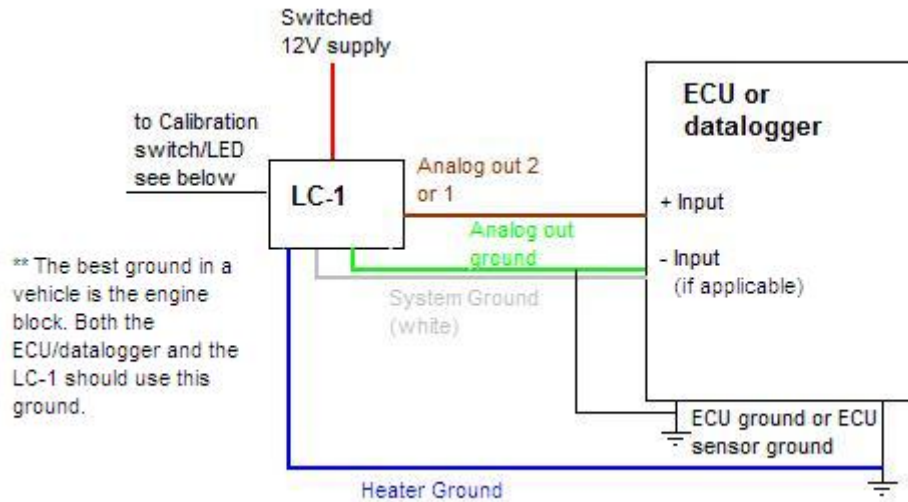 Switched
12V supply
ECU or
datalogger
to Calibration
switch/LED
see below
LC-1
Analog out 2
or 1
+ Input
Analog out
ground
- Input
(if applicable)
System Ground
(white)
** The best ground in a
vehicle is the engine
block. Both the
ECU/datalogger and the
LC-1 should use this
ground.
ECU ground or ECU
sensor ground
Heater Ground